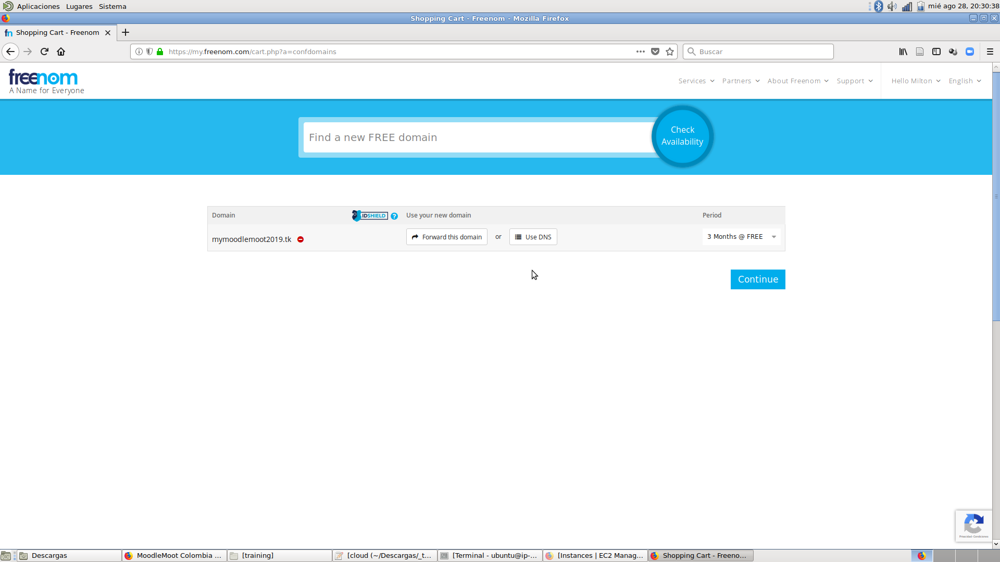 Aplicaciones Lugares Sistema
mié ago 28, 20:30:38
Shopping Cart - Freenom - Mozilla Firefox
Shopping Cart - Freenom
https://my.freenom.com/cart.php?a=confdomains
Buscar
freenom
A Name for Everyone
Services Partners About Freenom Support Hello Milton English
Find a new FREE domain
Check
Availability
Domain IDSHIELD ? Use your new domain Period
mymoodlemoot2019.tk Forward this domain or Use DNS 3 Months @ FREE
Continue
Privacidad - Condiciones
Descargas MoodleMoot Colombia ... [training] [cloud (~/Descargas/_t... [Terminal - ubuntu@ip-... [Instances | EC2 Manag... Shopping Cart - Freeno...